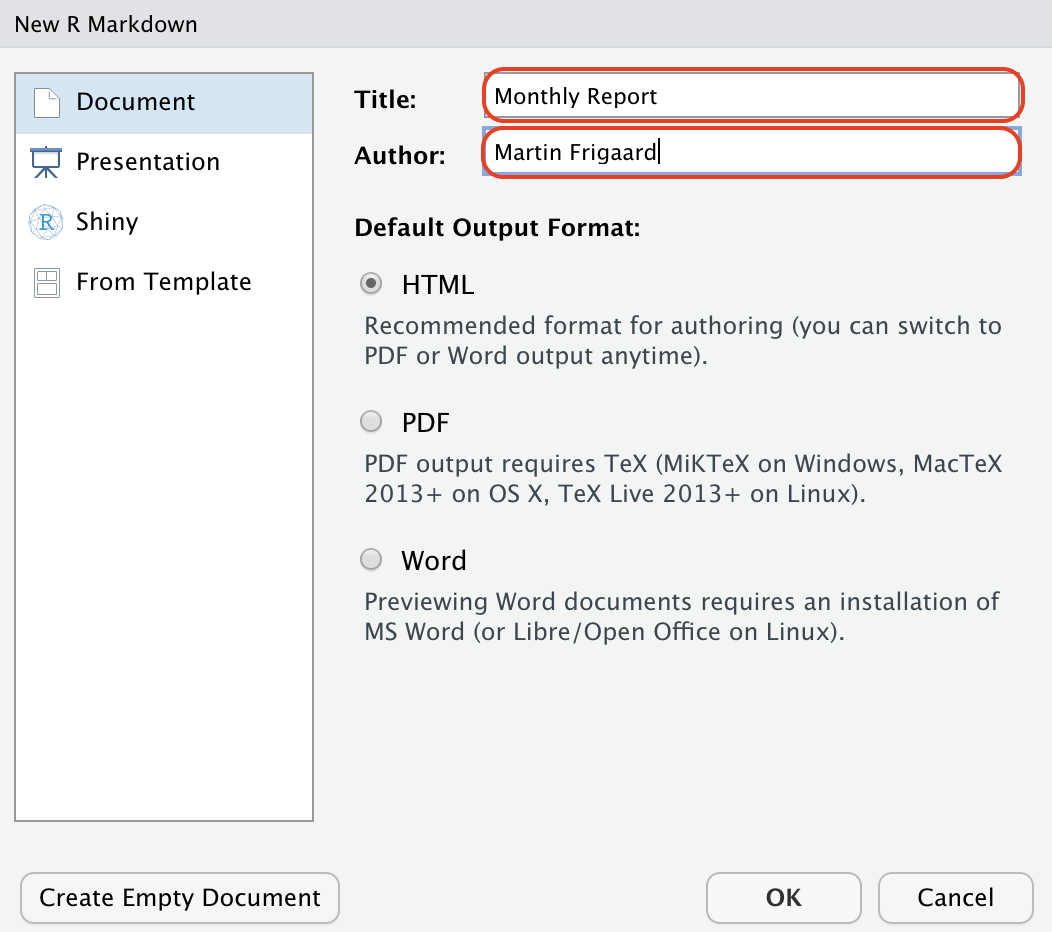 New R Markdown
Document
Presentation
R
Shiny
From Template
Title:
Monthly Report
Author:
Martin Frigaard
Default Output Format:
HTML
Recommended format for authoring (you can switch to
PDF or Word output anytime).
PDF
PDF output requires TeX (MiKTeX on Windows, MacTeX
2013+ on OS X, TeX Live 2013+ on Linux).
Word
Previewing Word documents requires an installation of
MS Word (or Libre/Open Office on Linux).
Create Empty Document
OK
Cancel